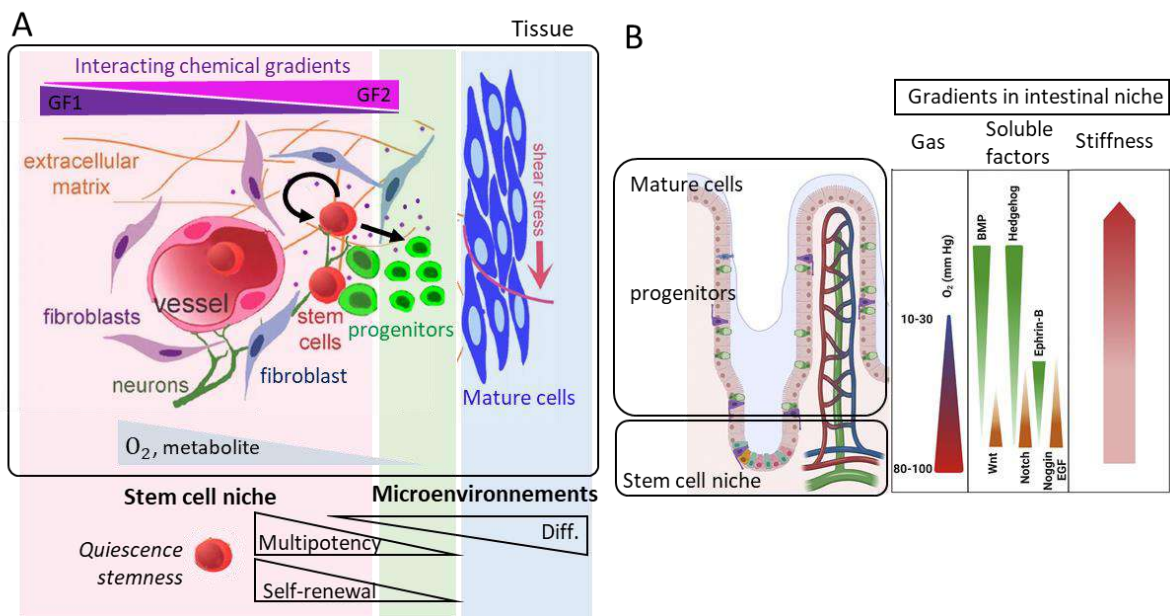 A
Tissue
Interacting chemical gradients
GF1
GF2
extracellular
matrix
shear stress
vessel
fibroblasts
stem
cells
progenitors
neurons
fibroblast
Mature cells
O₂, metabolite
Stem cell niche
Microenvironnements
Diff.
Multipotency
Quiescence
stemness
Self-renewal
B
Gradients in intestinal niche
Gas
Soluble
factors
Stiffness
Mature cells
progenitors
Stem cell niche
O₂ (mm Hg)
10-30
80-100
BMP
Hedgehog
Ephrin-B
Wnt
Notch
Noggin
EGF